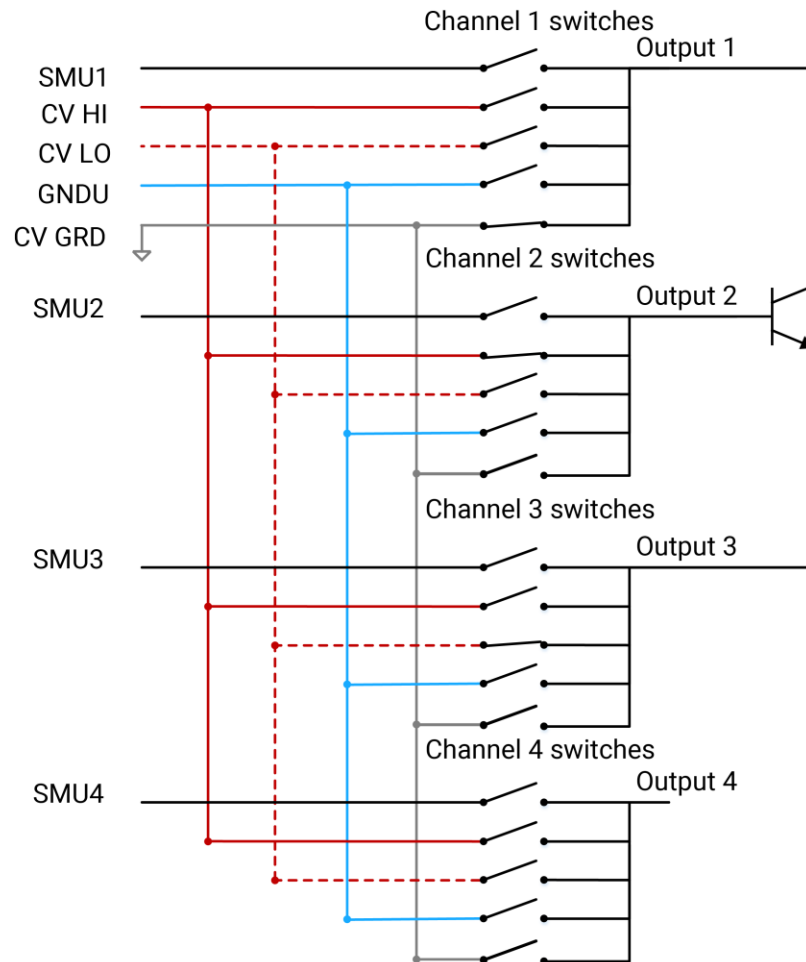 Channel 1 switches
Output 1
SMU1
CV HI
CV LO
GNDU
CV GRD
Channel 2 switches
Output 2
SMU2
Channel 3 switches
Output 3
SMU3
Channel 4 switches
Output 4
SMU4